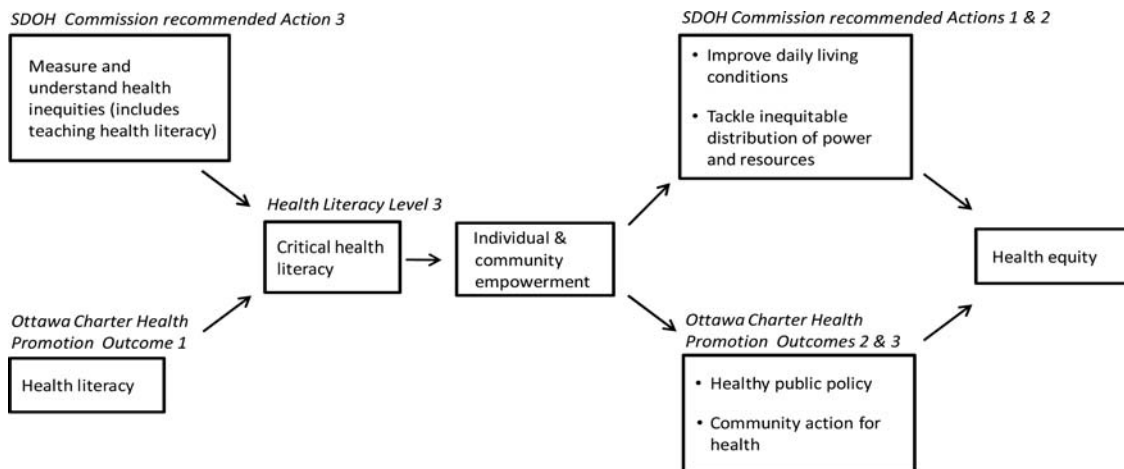 SDOH  Commission recommended Action 3
Measure and
understand health
inequities (includes
teaching health literacy)
Ottawa Charter Health
Promotion  Outcome 1
Health literacy
Health Literacy Level 3
Critical health
literacy
Individual &
community
empowerment
SDOH Commission recommended Actions 1 & 2
• Improve daily living
conditions
• Tackle inequitable
distribution of power
and resources
Ottawa Charter Health
Promotion  Outcomes 2 & 3
• Healthy public policy
• Community action for
health
Health equity